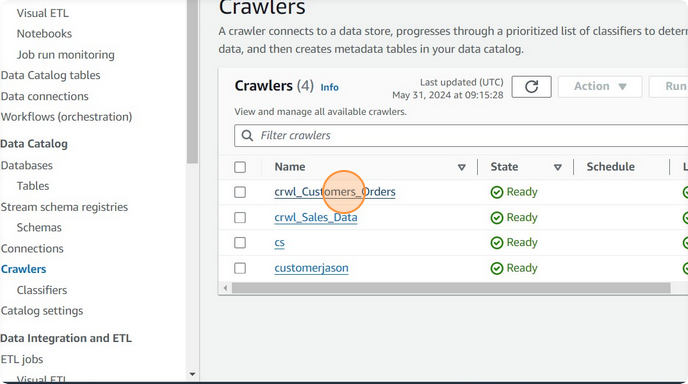 Visual ETL
Notebooks
Job run monitoring
Data Catalog tables
Data connections
Workflows (orchestration)
Data Catalog
Databases
Tables
Stream schema registries
Schemas
Connections
Crawlers
Classifiers
Catalog settings
Data Integration and ETL
ETL jobs
Visual ETL
Crawlers
A crawler connects to a data store, progresses through a prioritized list of classifiers to deter
data, and then creates metadata tables in your data catalog.
Crawlers (4) Info
Last updated (UTC)
May 31, 2024 at 09:15:28
Action
Run
View and manage all available crawlers.
Filter crawlers
Name State Schedule L
crwl_Customers_Orders Ready
crwl_Sales_Data Ready
cs Ready
customerjason Ready